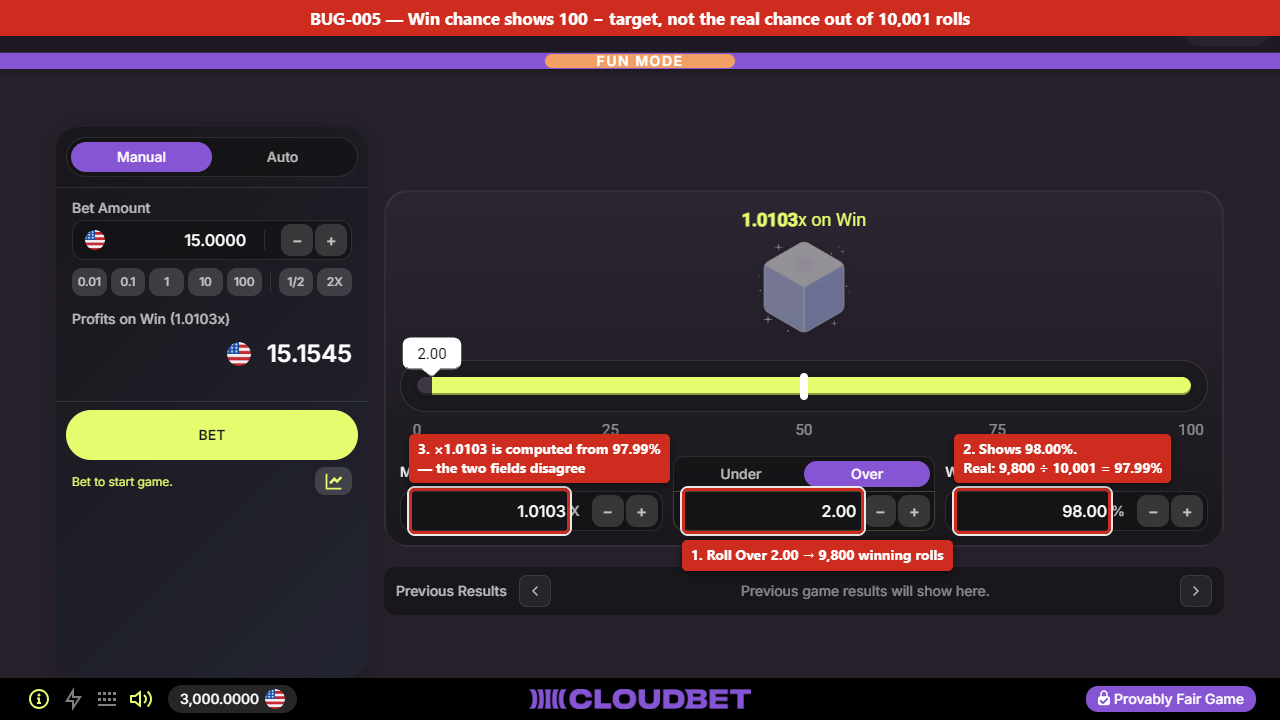 BUG-005 — Win chance shows 100 − target, not the real chance out of 10,001 rolls
FUN MODE
Manual
Auto
Bet Amount
15.0000
−
+
0.01
0.1
1
10
100
1/2
2X
Profits on Win (1.0103x)
15.1545
BET
Bet to start game.
1.0103x on Win
2.00
0
25
50
75
100
3. ×1.0103 is computed from 97.99%
— the two fields disagree
Under
Over
2. Shows 98.00%.
Real: 9,800 ÷ 10,001 = 97.99%
1.0103 X
−
+
2.00
−
+
98.00 %
−
+
1. Roll Over 2.00 → 9,800 winning rolls
Previous Results
Previous game results will show here.
3,000.0000
CLOUDBET
Provably Fair Game